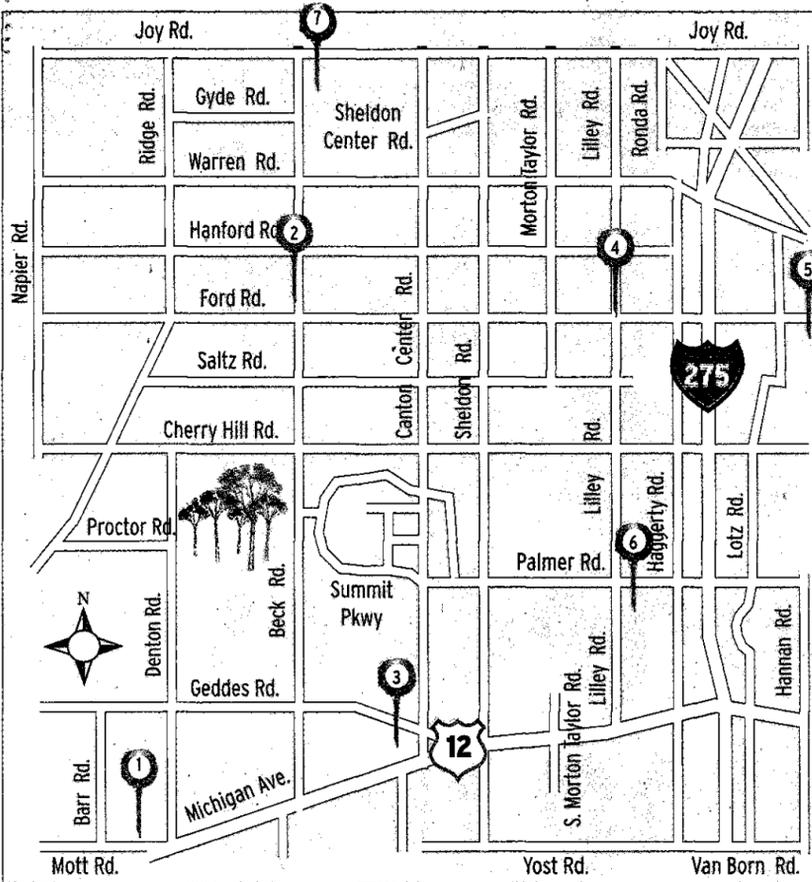 7
Joy Rd.
Joy Rd.
Gyde Rd.
Sheldon
Center Rd.
Ridge Rd.
Morton Taylor Rd.
Lilley Rd.
Ronda Rd.
Warren Rd.
Hanford Rd.
2
4
Napier Rd.
5
Ford Rd.
Canton Center Rd.
Sheldon Rd.
Saltz Rd.
275
Cherry Hill Rd.
Lilley Rd.
Haggerty Rd.
Lotz Rd.
Proctor Rd.
6
Palmer Rd.
Beck Rd.
Summit
Pkwy
N
Denton Rd.
Hannan Rd.
Geddes Rd.
3
Lilley Rd.
S. Morton Taylor Rd.
12
1
Barr Rd.
Michigan Ave.
Mott Rd.
Yost Rd.
Van Born Rd.